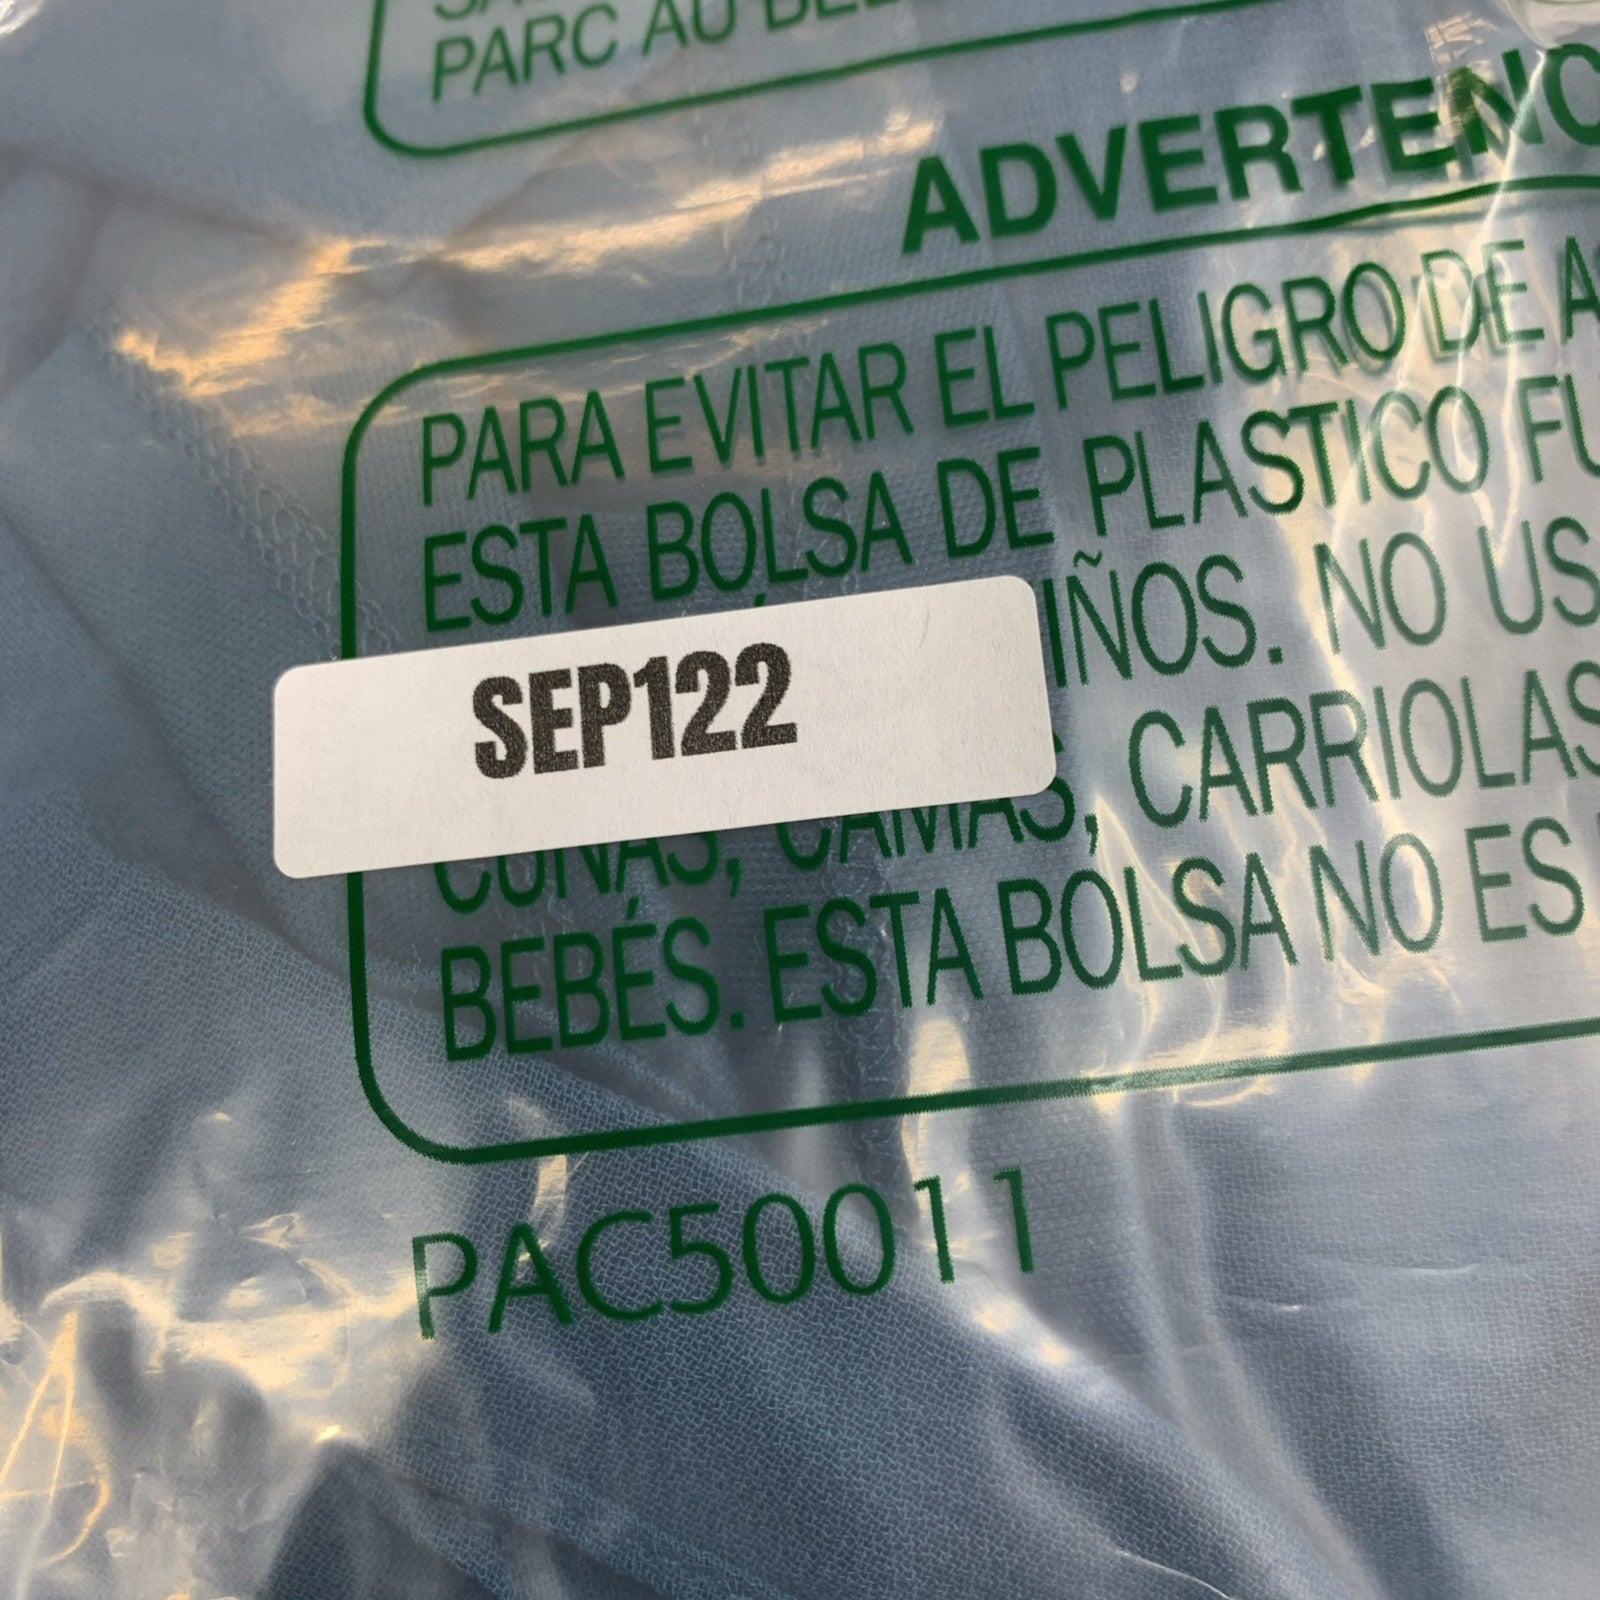 PARC AU
ADVERTENC
PARA EVITAR EL PELIGRO DE A
ESTA BOLSA DE PLASTICO FU
IÑOS. NO US
SEP122
CUNAS, CAMAS, CARRIOLAS
BEBÉS. ESTA BOLSA NO ES
PAC50011